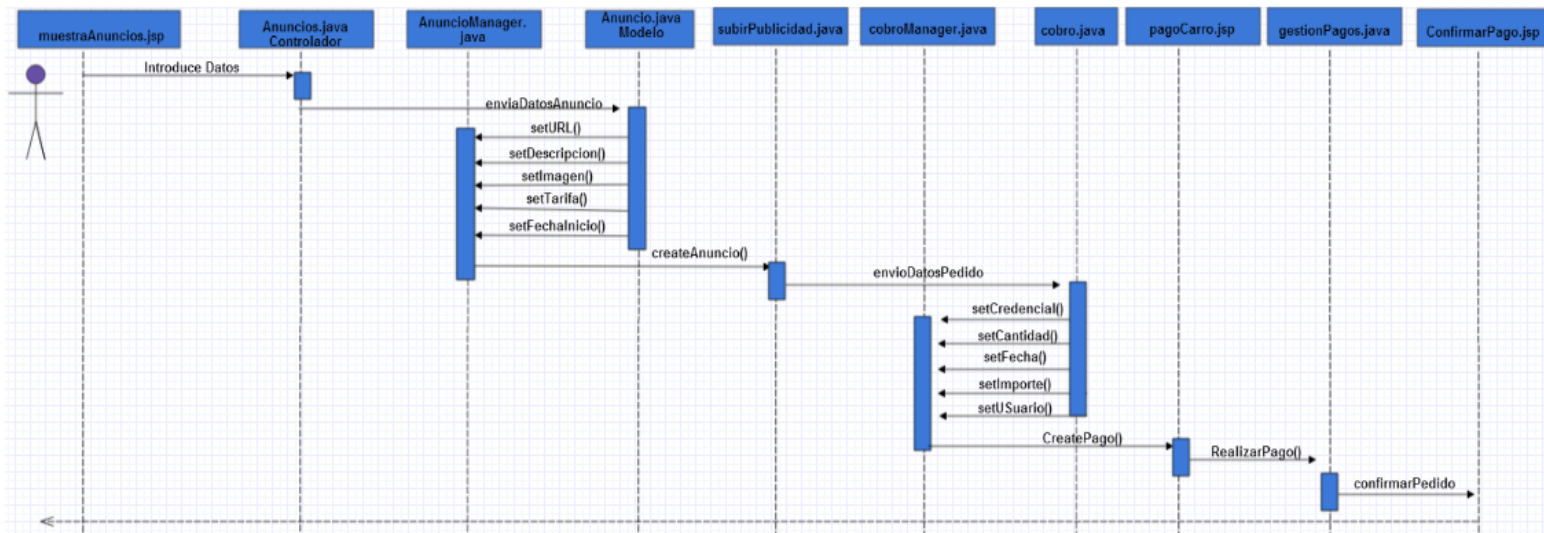 muestraAnuncios.jsp
Anuncios.java
Controlador
AnuncioManager.
java
Anuncio.java
Modelo
subirPublicidad.java
cobroManager.java
cobro.java
pagoCarro.jsp
gestionPagos.java
ConfirmarPago.jsp
Introduce Datos
enviaDatosAnuncio
setURL()
setDescripcion()
setImagen()
setTarifa()
setFechaInicio()
createAnuncio()
envioDatosPedido
setCredencial()
setCantidad()
setFecha()
setImporte()
setUSuario()
CreatePago()
RealizarPago()
confirmarPedido